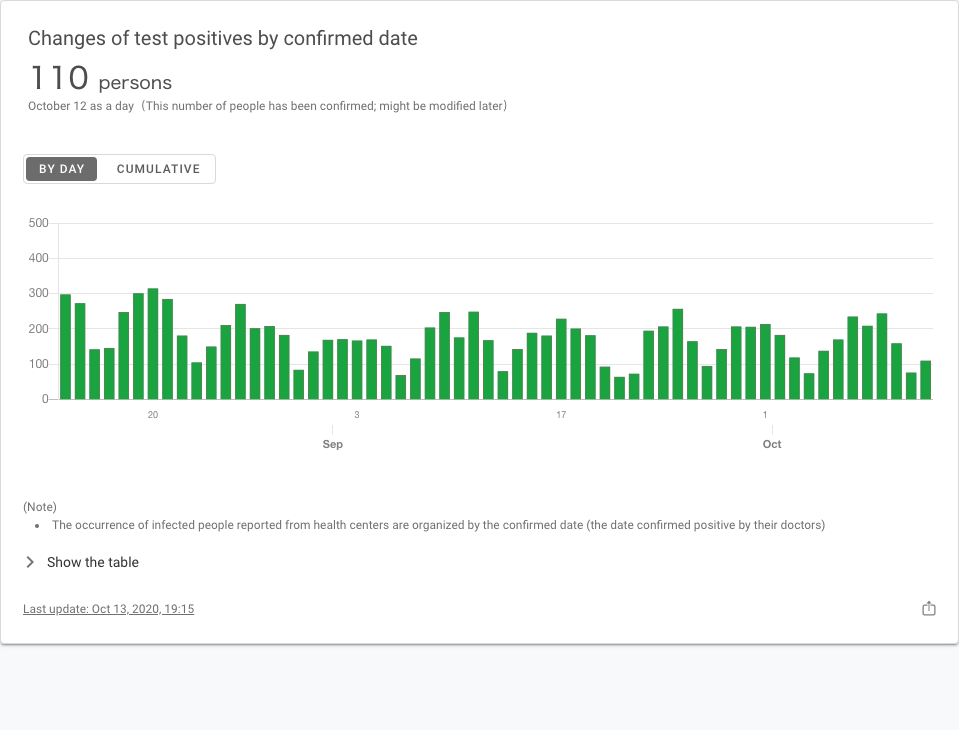 Changes of test positives by confirmed date
110 persons
October 12 as a day（This number of people has been confirmed; might be modified later）
BY DAY CUMULATIVE
500
400
300
200
100
0
20 3 17 1
Sep Oct
(Note)
• The occurrence of infected people reported from health centers are organized by the confirmed date (the date confirmed positive by their doctors)
Show the table
Last update: Oct 13, 2020, 19:15